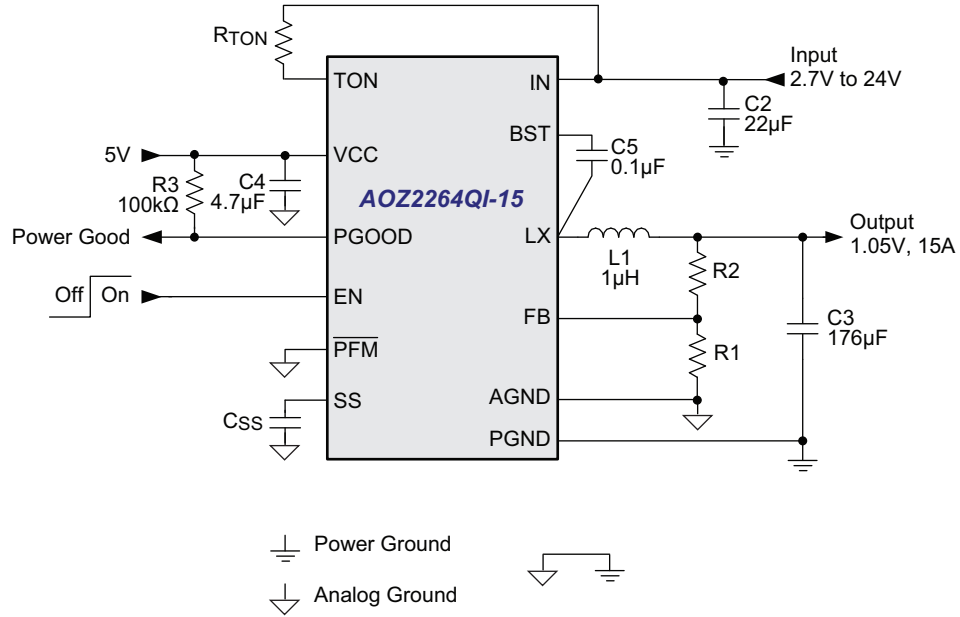 RTON
TON
IN
Input
2.7V to 24V
C2
22µF
BST
C5
0.1µF
5V
VCC
R3
100kΩ
C4
4.7µF
AOZ2264QI-15
Power Good
PGOOD
LX
L1
1µH
Output
1.05V, 15A
R2
Off On
EN
FB
C3
176µF
PFM
R1
CSS
SS
AGND
PGND
Power Ground
Analog Ground